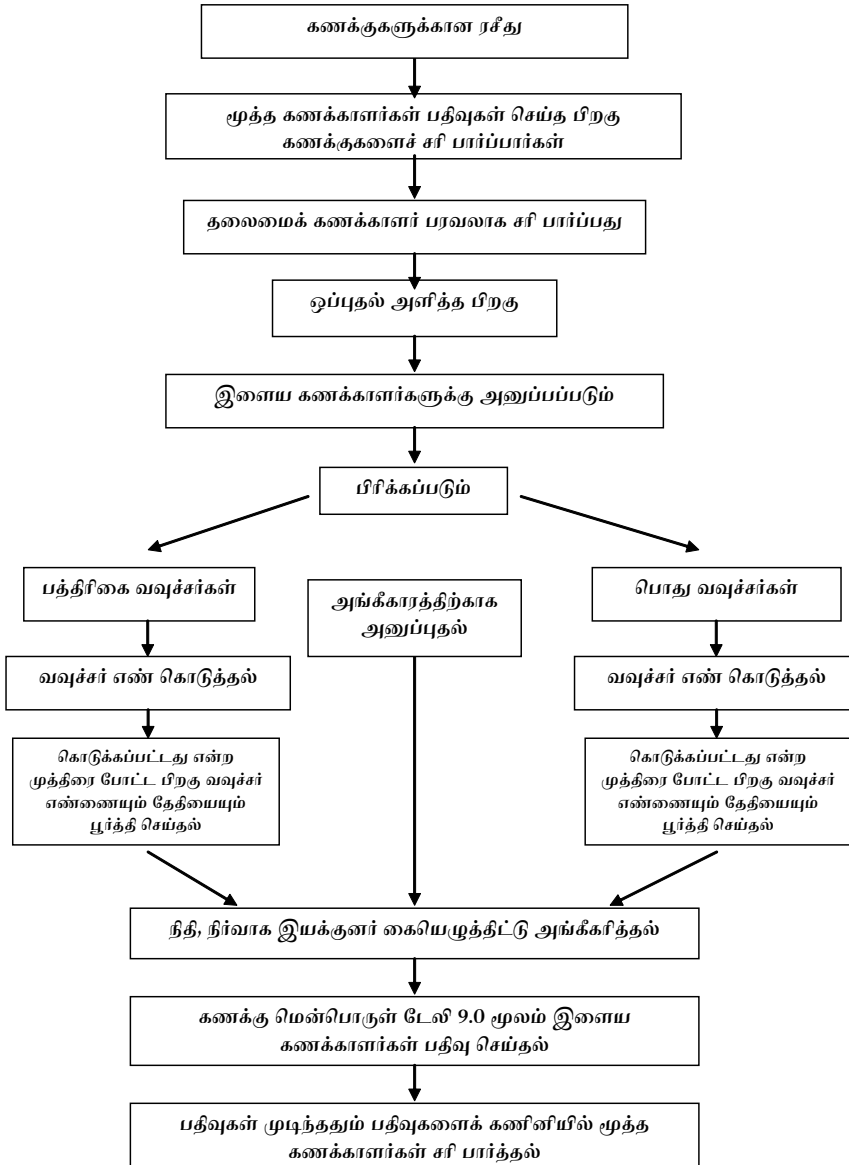 கணக்குகளுக்கான ரசீது
மூத்த கணக்காளர்கள் பதிவுகள் செய்த பிறகு
கணக்குகளைச் சரி பார்ப்பார்கள்
தலைமைக் கணக்காளர் பரவலாக சரி பார்ப்பது
ஒப்புதல் அளித்த பிறகு
இளைய கணக்காளர்களுக்கு அனுப்பப்படும்
பிரிக்கப்படும்
பத்திரிகை வவுச்சர்கள்
அங்கீகாரத்திற்காக
அனுப்புதல்
பொது வவுச்சர்கள்
வவுச்சர் எண் கொடுத்தல்
வவுச்சர் எண் கொடுத்தல்
கொடுக்கப்பட்டது என்ற
முத்திரை போட்ட பிறகு வவுச்சர்
எண்ணையும் தேதியையும்
பூர்த்தி செய்தல்
கொடுக்கப்பட்டது என்ற
முத்திரை போட்ட பிறகு வவுச்சர்
எண்ணையும் தேதியையும்
பூர்த்தி செய்தல்
நிதி, நிர்வாக இயக்குனர் கையெழுத்திட்டு அங்கீகரித்தல்
கணக்கு மென்பொருள் டேலி 9.0 மூலம் இளைய
கணக்காளர்கள் பதிவு செய்தல்
பதிவுகள் முடிந்ததும் பதிவுகளைக் கணினியில் மூத்த
கணக்காளர்கள் சரி பார்த்தல்